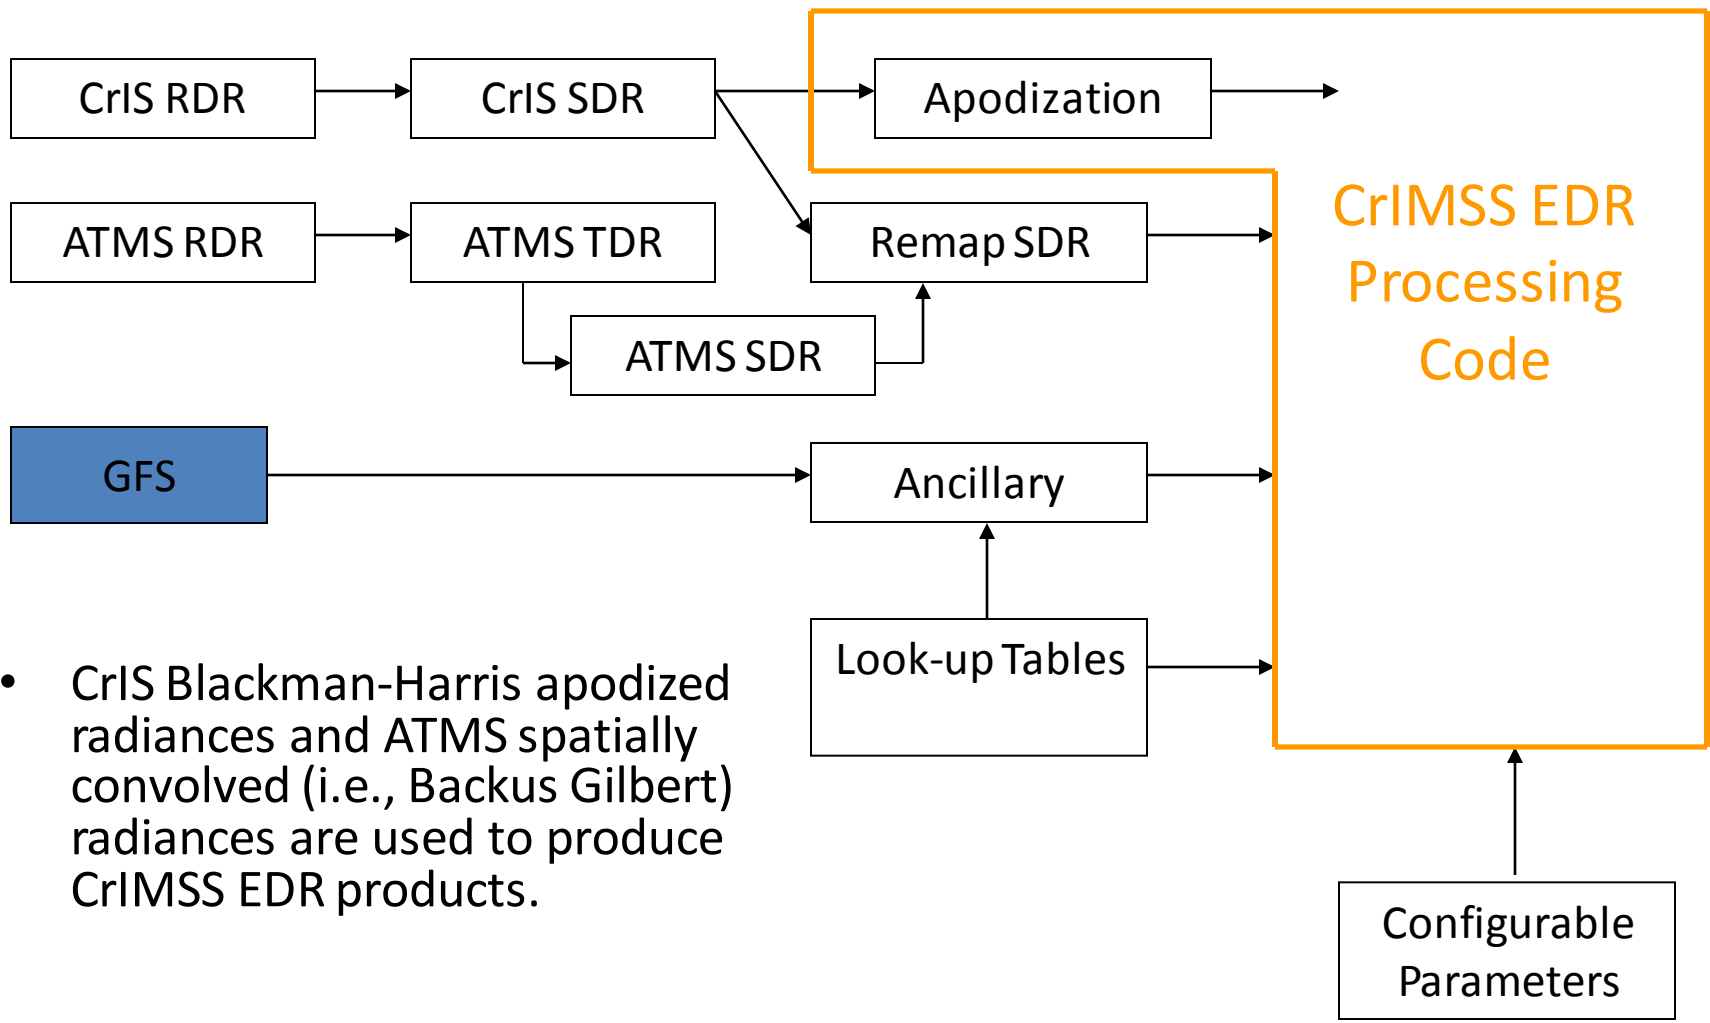 CrIS RDR
CrIS SDR
Apodization
ATMS RDR
ATMS TDR
Remap SDR
CrIMSS EDR
Processing
Code
ATMS SDR
GFS
Ancillary
Look-up Tables
• CrIS Blackman-Harris apodized
radiances and ATMS spatially
convolved (i.e., Backus Gilbert)
radiances are used to produce
CrIMSS EDR products.
Configurable
Parameters